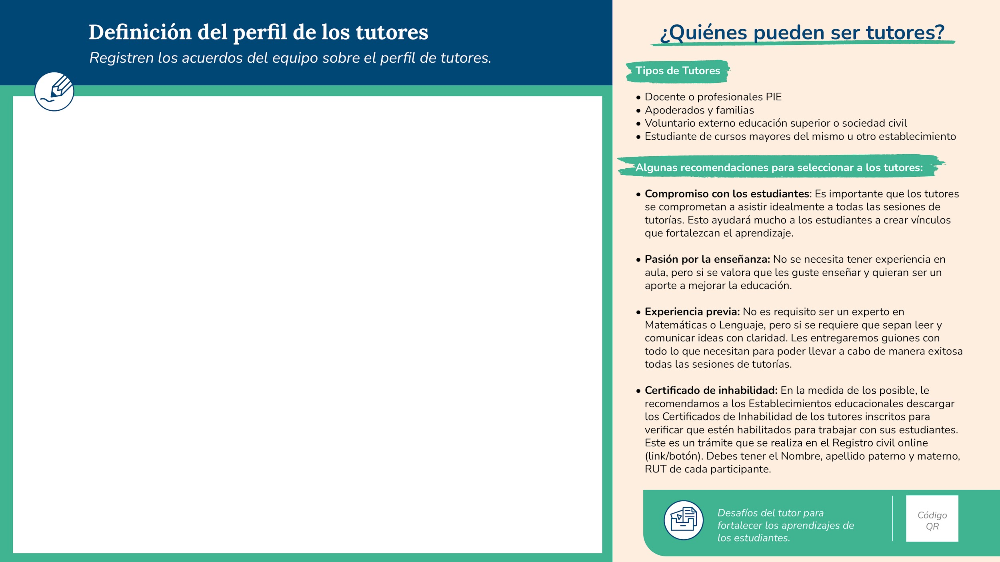 Definición del perfil de los tutores
Registren los acuerdos del equipo sobre el perfil de tutores.
¿Quiénes pueden ser tutores?
Tipos de Tutores
• Docente o profesionales PIE
• Apoderados y familias
• Voluntario externo educación superior o sociedad civil
• Estudiante de cursos mayores del mismo u otro establecimiento
Algunas recomendaciones para seleccionar a los tutores:
• Compromiso con los estudiantes: Es importante que los tutores
se comprometan a asistir idealmente a todas las sesiones de
tutorías. Esto ayudará mucho a los estudiantes a crear vínculos
que fortalezcan el aprendizaje.
• Pasión por la enseñanza: No se necesita tener experiencia en
aula, pero si se valora que les guste enseñar y quieran ser un
aporte a mejorar la educación.
• Experiencia previa: No es requisito ser un experto en
Matemáticas o Lenguaje, pero si se requiere que sepan leer y
comunicar ideas con claridad. Les entregaremos guiones con
todo lo que necesitan para poder llevar a cabo de manera exitosa
todas las sesiones de tutorías.
• Certificado de inhabilidad: En la medida de los posible, le
recomendamos a los Establecimientos educacionales descargar
los Certificados de Inhabilidad de los tutores inscritos para
verificar que estén habilitados para trabajar con sus estudiantes.
Este es un trámite que se realiza en el Registro civil online
(link/botón). Debes tener el Nombre, apellido paterno y materno,
RUT de cada participante.
Desafíos del tutor para
fortalecer los aprendizajes de
los estudiantes.
Código
QR